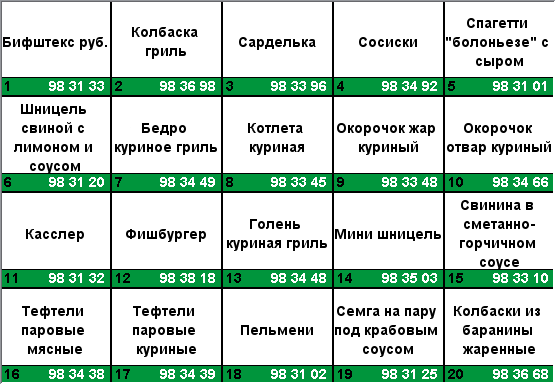 Бифштекс руб.
1 98 31 33
Колбаска
гриль
2 98 36 98
Сарделька
3 98 33 96
Сосиски
4 98 34 92
Спагетти
"болоньезе" с
сыром
5 98 31 01
Шницель
свиной с
лимоном и
соусом
6 98 31 20
Бедро
куриное гриль
7 98 34 49
Котлета
куриная
8 98 33 45
Окорочок жар
куриный
9 98 33 48
Окорочок
отвар куриный
10 98 34 66
Касслер
11 98 31 32
Фишбургер
12 98 38 18
Голень
куриная гриль
13 98 34 48
Мини шницель
14 98 35 03
Свинина в
сметанно-
горчичном
соусе
15 98 33 10
Тефтели
паровые
мясные
16 98 34 38
Тефтели
паровые
куриные
17 98 34 39
Пельмени
18 98 31 02
Семга на пару
под крабовым
соусом
19 98 31 25
Колбаски из
баранины
жаренные
20 98 36 68